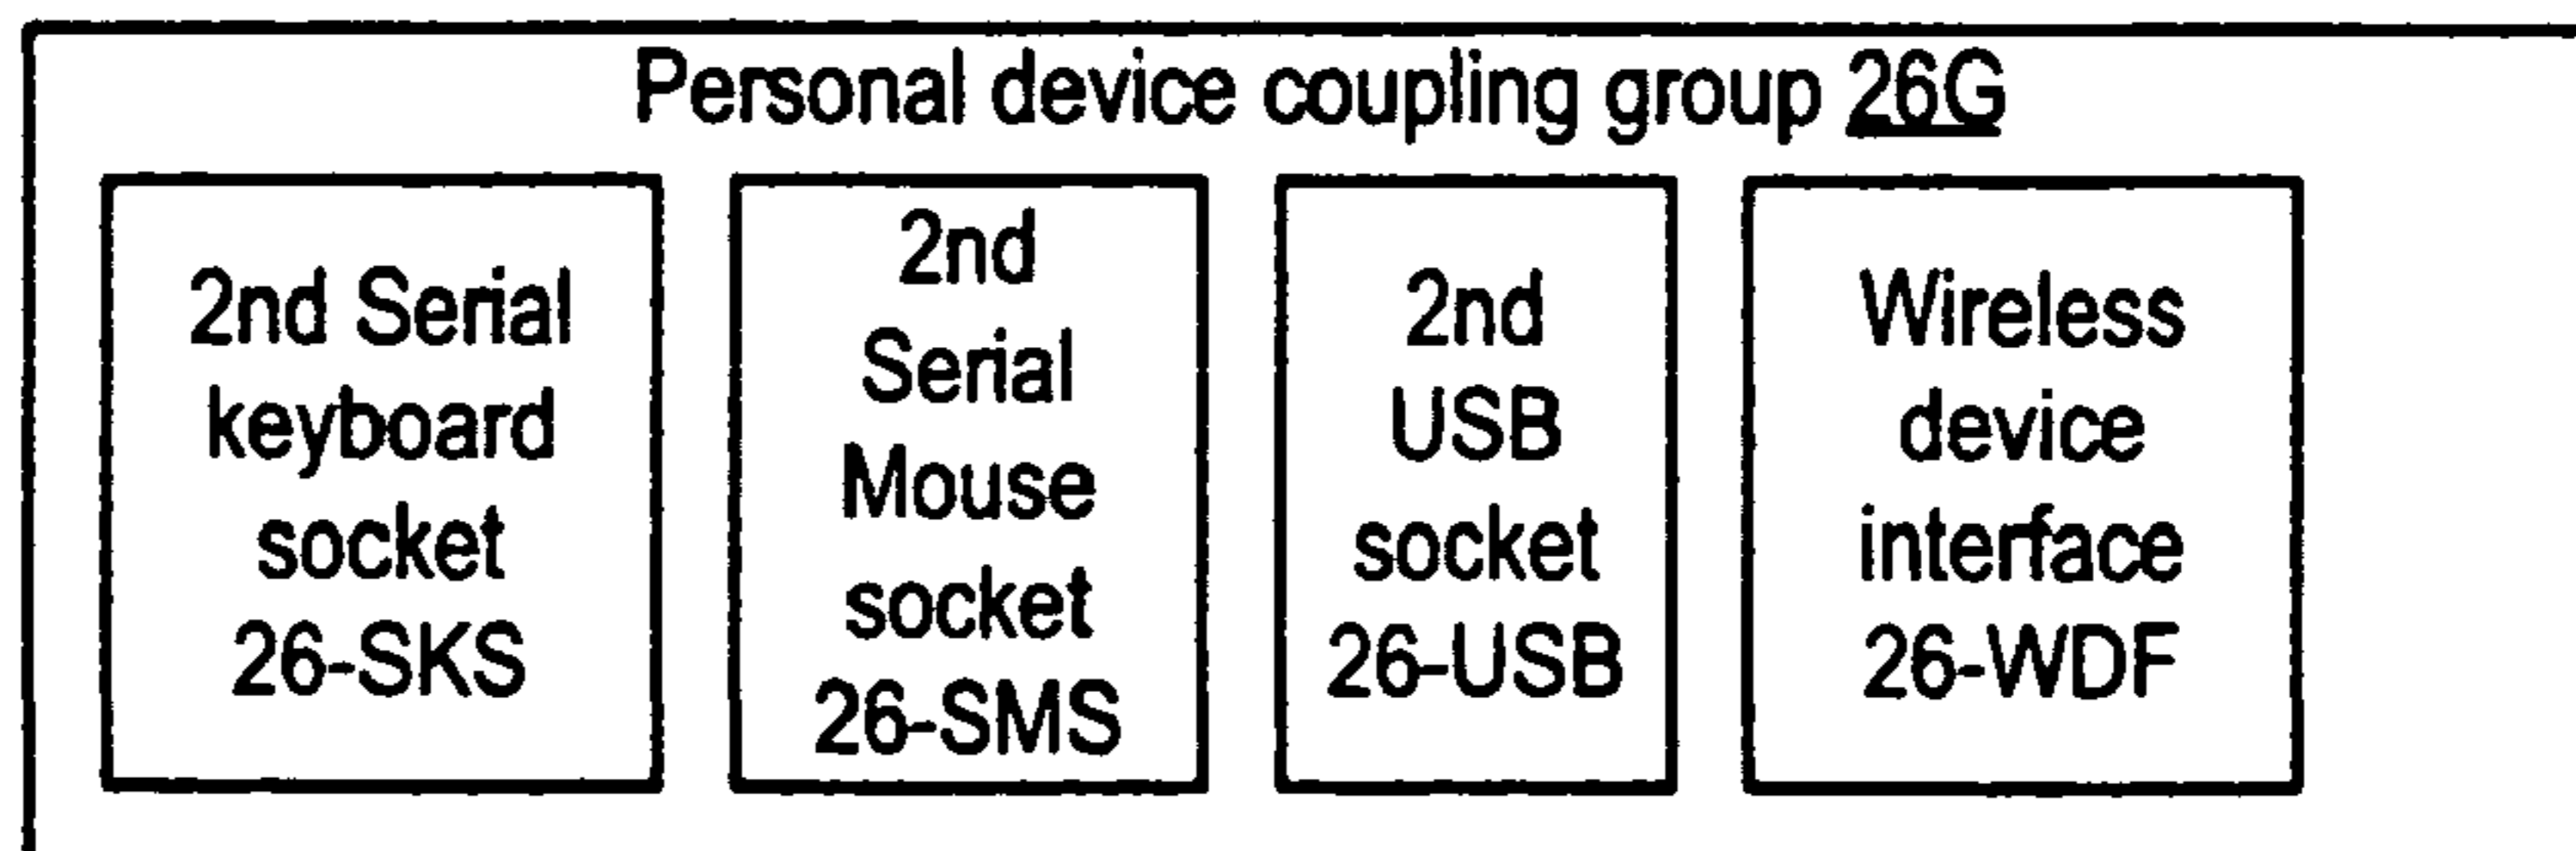 Personal device coupling group 26G
2nd Serial
keyboard
socket
26-SKS
2nd
Serial
Mouse
socket
26-SMS
2nd
USB
socket
26-USB
Wireless
device
interface
26-WDF